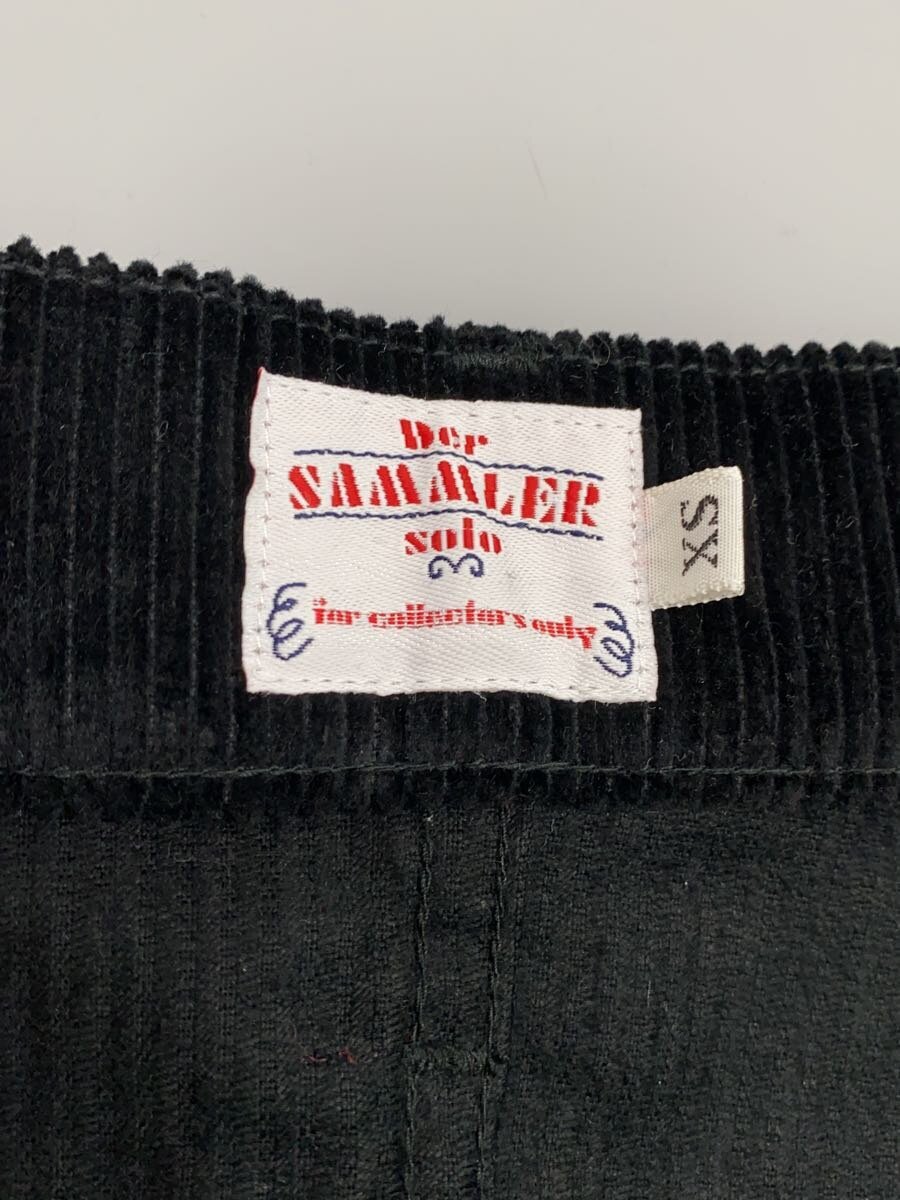 Der
SAMMLER
solo
for collectors only
XS